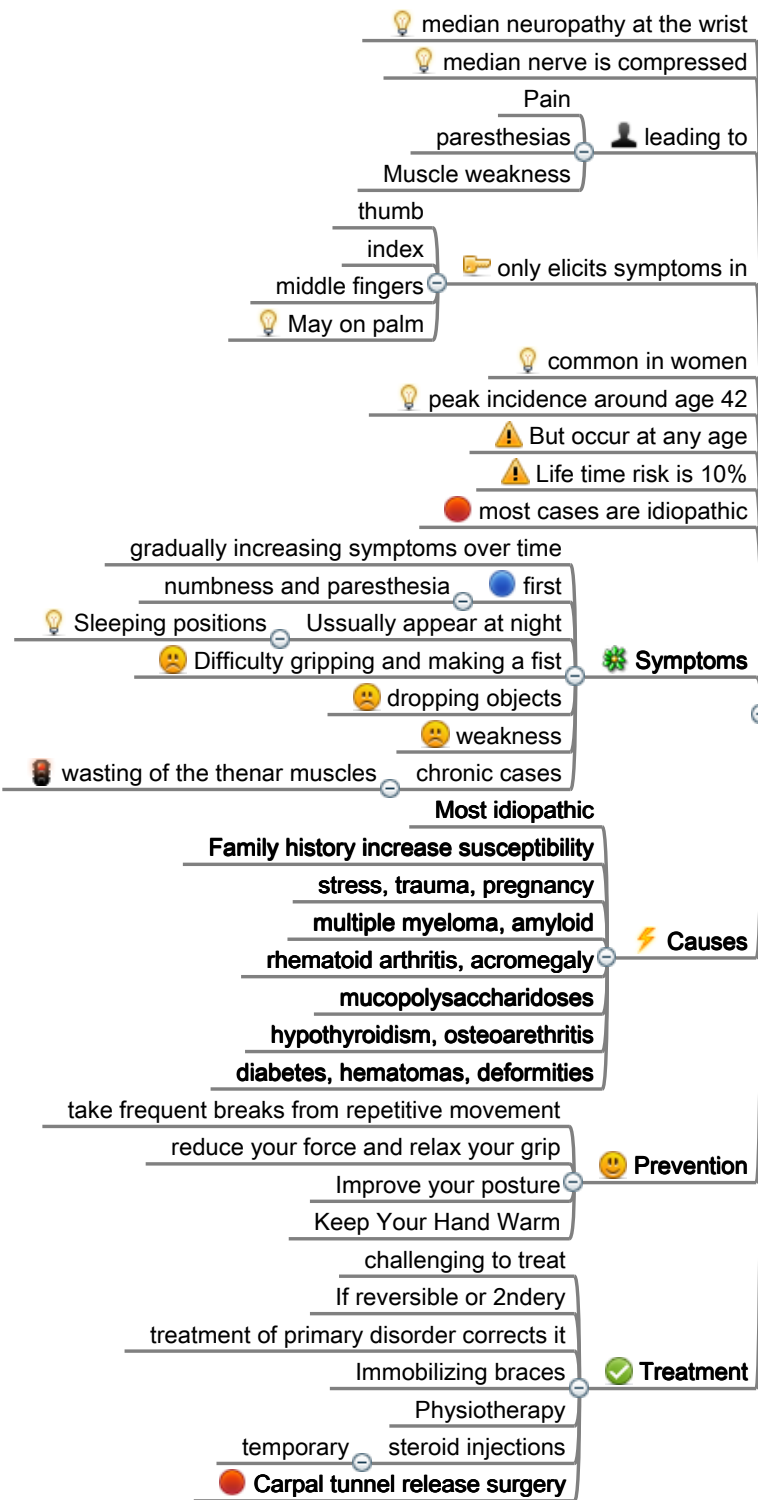 median neuropathy at the wrist
median nerve is compressed
Pain
paresthesias
leading to
Muscle weakness
thumb
index
only elicits symptoms in
middle fingers
May on palm
common in women
peak incidence around age 42
But occur at any age
Life time risk is 10%
most cases are idiopathic
gradually increasing symptoms over time
numbness and paresthesia first
Sleeping positions Ussually appear at night
Difficulty gripping and making a fist
Symptoms
dropping objects
weakness
wasting of the thenar muscles chronic cases
Most idiopathic
Family history increase susceptibility
stress, trauma, pregnancy
multiple myeloma, amyloid
Causes
rhematoid arthritis, acromegaly
mucopolysaccharidoses
hypothyroidism, osteoarethritis
diabetes, hematomas, deformities
take frequent breaks from repetitive movement
reduce your force and relax your grip
Prevention
Improve your posture
Keep Your Hand Warm
challenging to treat
If reversible or 2ndery
treatment of primary disorder corrects it
Immobilizing braces
Treatment
Physiotherapy
temporary steroid injections
Carpal tunnel release surgery